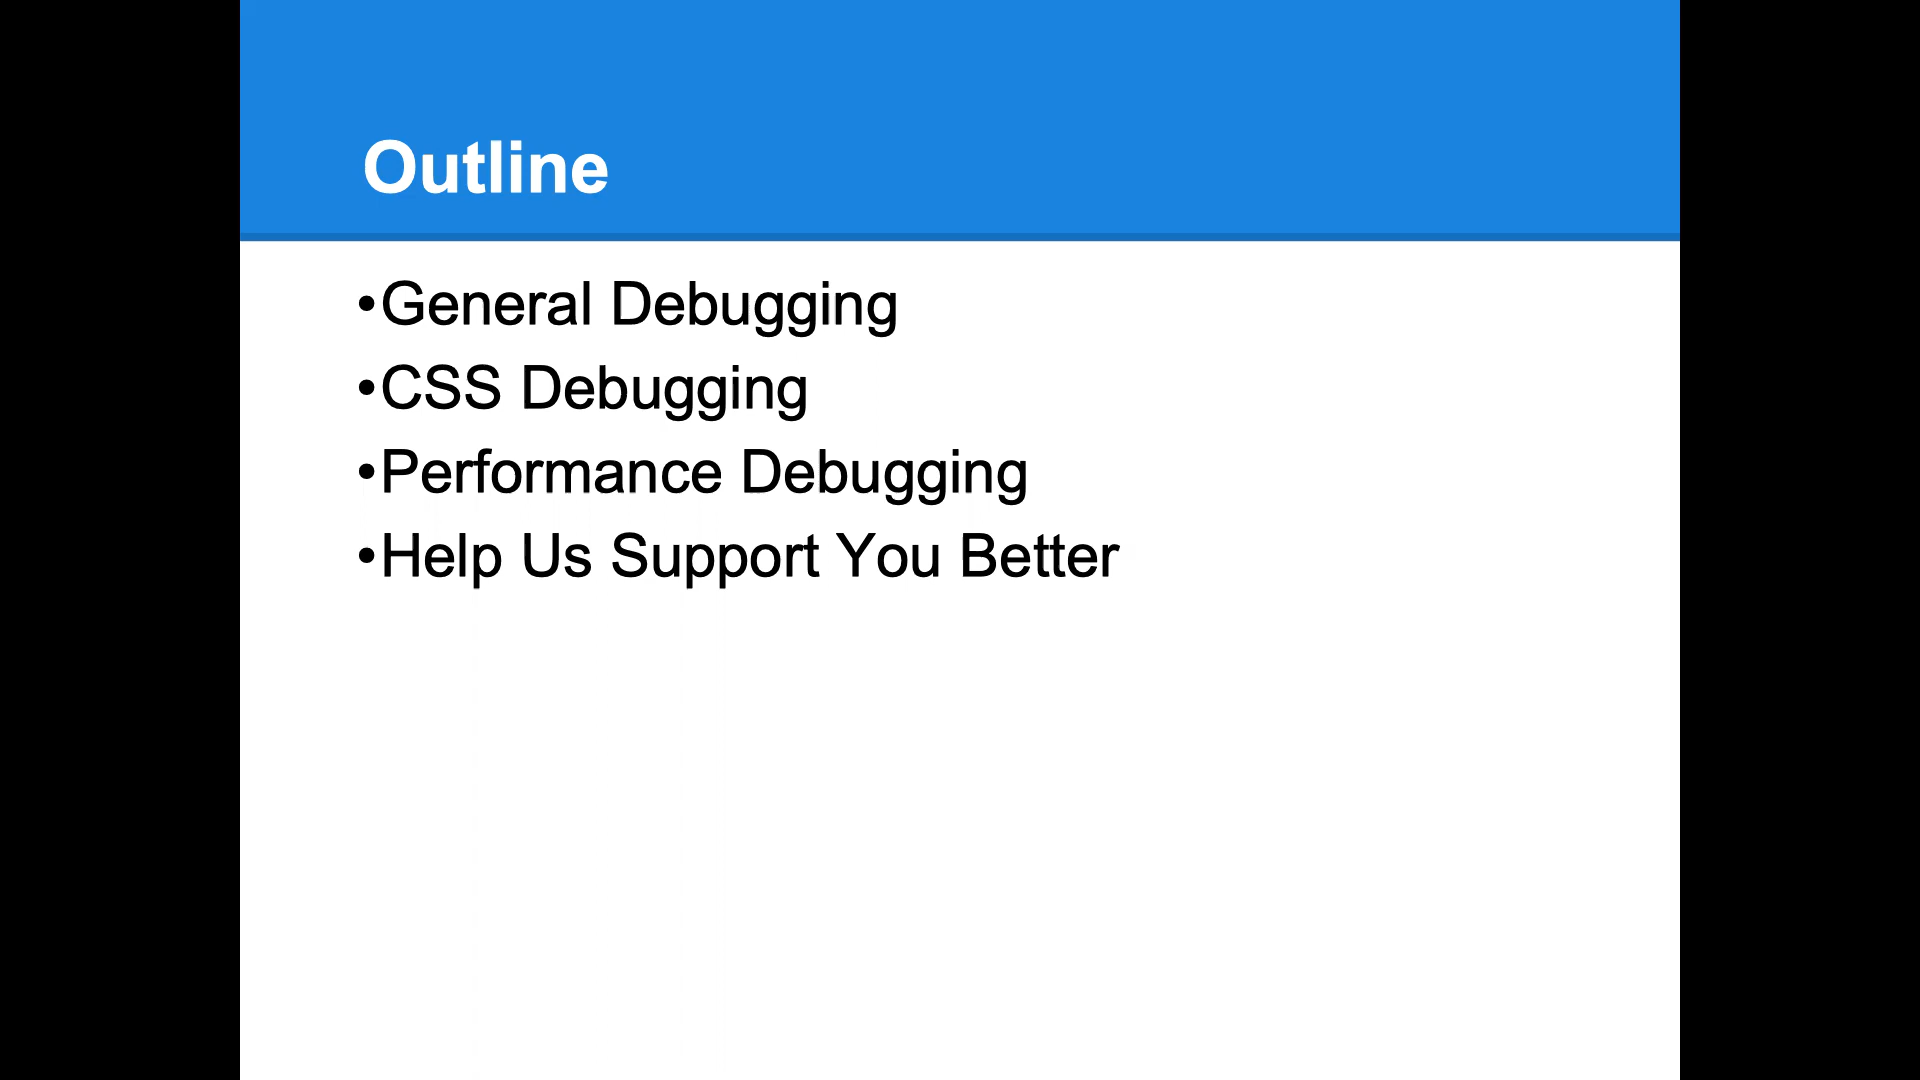 Outline
•General Debugging
•CSS Debugging
•Performance Debugging
•Help Us Support You Better